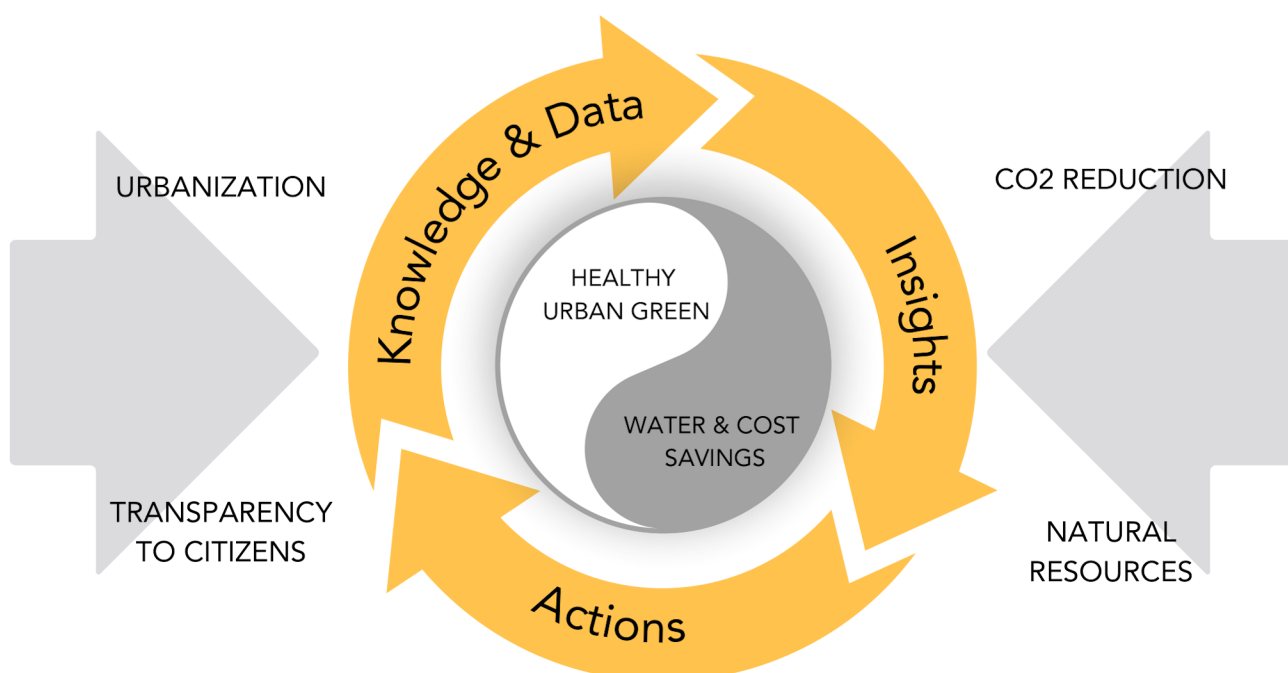 Knowledge & Data
Insights
Actions
URBANIZATION
TRANSPARENCY
TO CITIZENS
HEALTHY
URBAN GREEN
WATER & COST
SAVINGS
CO2 REDUCTION
NATURAL
RESOURCES